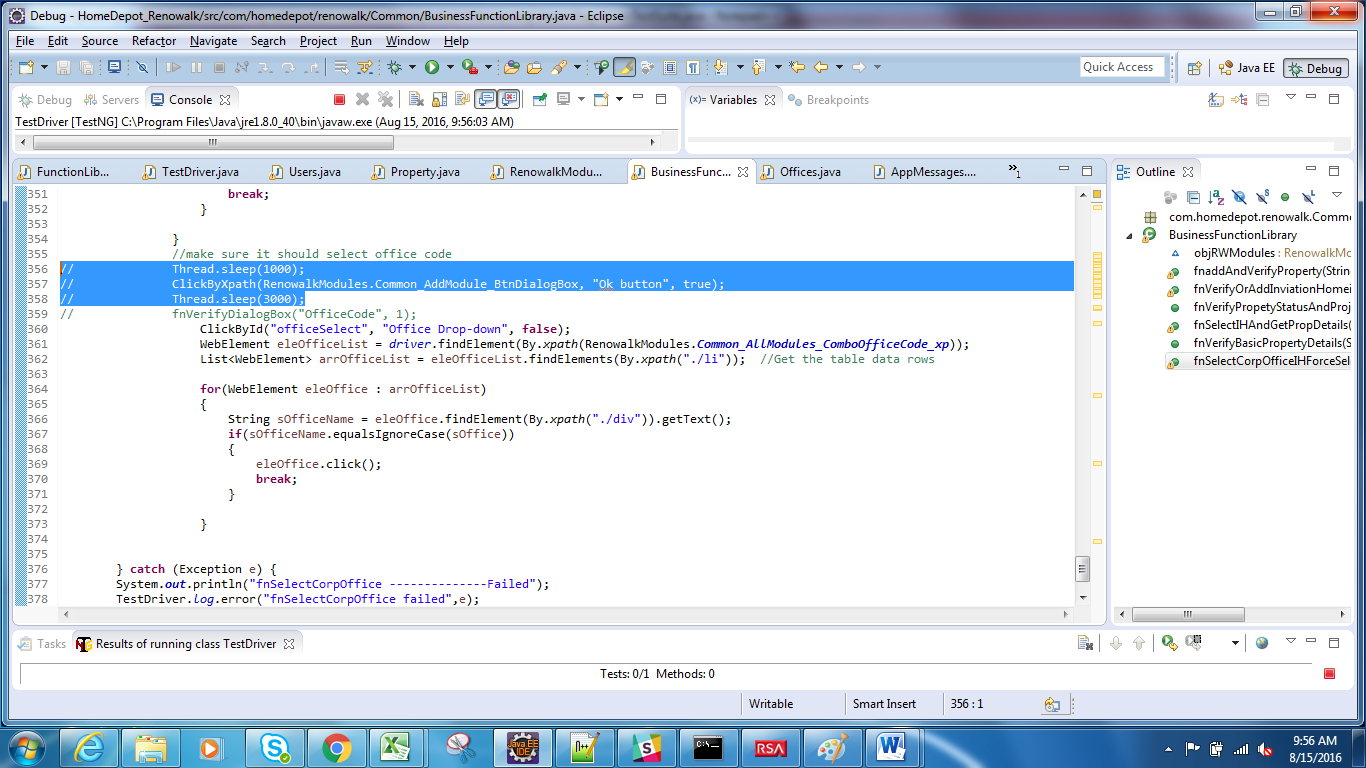 Debug - HomeDepot_Renowalk/src/com/homedepot/renowalk/Common/BusinessFunctionLibrary.java - Eclipse
File Edit Source Refactor Navigate Search Project Run Window Help
Quick Access Java EE Debug
Debug Servers Console
TestDriver [TestNG] C:\Program Files\Java\jre1.8.0_40\bin\javaw.exe (Aug 15, 2016, 9:56:03 AM)
(x)= Variables Breakpoints
FunctionLib... TestDriver.java Users.java Property.java RenowalkModu... BusinessFunc... Offices.java AppMessages.... »1
351 break;
352 }
353
354 }
355 //make sure it should select office code
356 // Thread.sleep(1000);
357 // ClickByXpath(RenowalkModules.Common_AddModule_BtnDialogBox, "Ok button", true);
358 // Thread.sleep(3000);
359 // fnVerifyDialogBox("OfficeCode", 1);
360 ClickById("officeSelect", "Office Drop-down", false);
361 WebElement eleOfficeList = driver.findElement(By.xpath(RenowalkModules.Common_AllModules_ComboOfficeCode_xp));
362 List<WebElement> arrOfficeList = eleOfficeList.findElements(By.xpath("./li")); //Get the table data rows
363
364 for(WebElement eleOffice : arrOfficeList)
365 {
366 String sOfficeName = eleOffice.findElement(By.xpath("./div")).getText();
367 if(sOfficeName.equalsIgnoreCase(sOffice))
368 {
369 eleOffice.click();
370 break;
371 }
372
373 }
374
375
376 } catch (Exception e) {
377 System.out.println("fnSelectCorpOffice --------------Failed");
378 TestDriver.log.error("fnSelectCorpOffice failed",e);
Outline
com.homedepot.renowalk.Commo
BusinessFunctionLibrary
objRWModules : RenowalkMo
fnaddAndVerifyProperty(Strin
fnVerifyOrAddInviationHomei
fnVerifyPropetyStatusAndProj
fnSelectIHAndGetPropDetails(
fnVerifyBasicPropertyDetails(S
fnSelectCorpOfficeIHForceSel
Tasks Results of running class TestDriver
Tests: 0/1 Methods: 0
Writable Smart Insert 356 : 1
Java EE IDE
C:\.
RSA
9:56 AM
8/15/2016